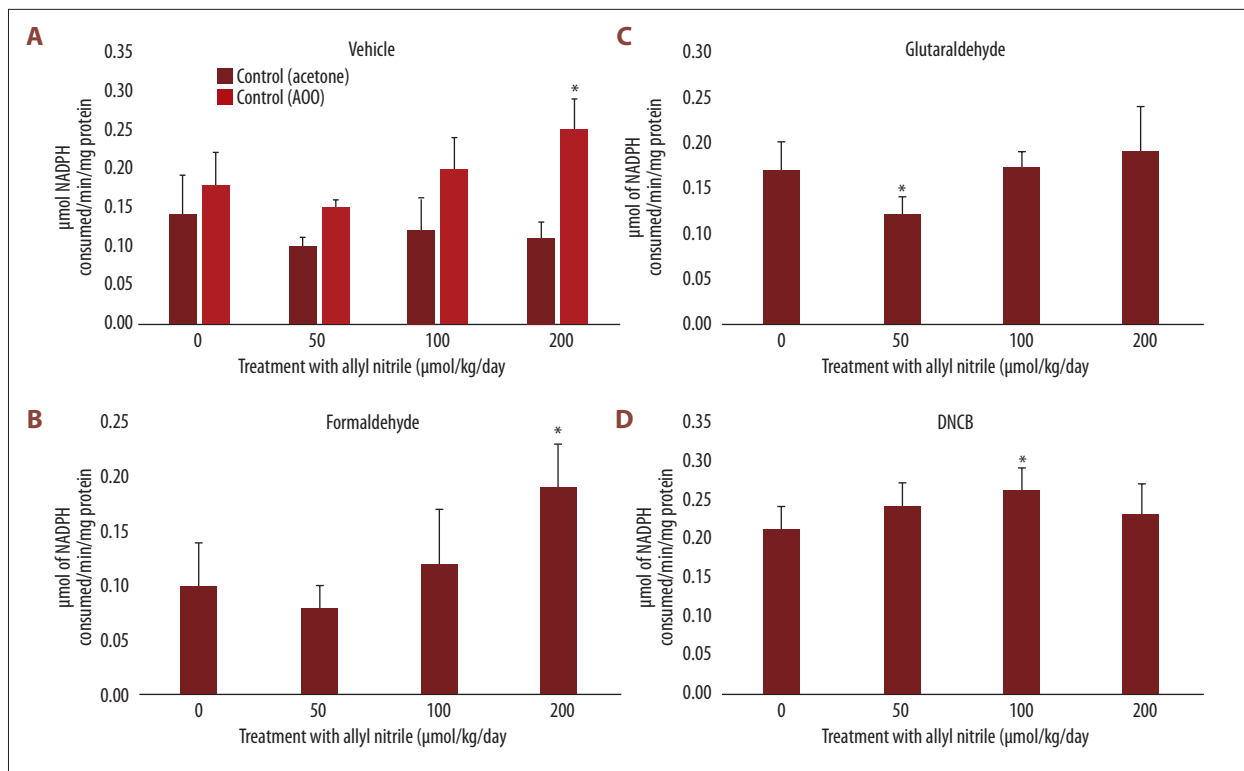 A
Vehicle
Control (acetone)
Control (AOO)
µmol NADPH
consumed/min/mg protein
0.35
0.30
0.25
0.20
0.15
0.10
0.05
0.00
*
0 50 100 200
Treatment with allyl nitrile (µmol/kg/day
B
Formaldehyde
µmol of NADPH
consumed/min/mg protein
0.25
0.20
0.15
0.10
0.05
0.00
*
0 50 100 200
Treatment with allyl nitrile (µmol/kg/day
C
Glutaraldehyde
µmol of NADPH
consumed/min/mg protein
0.30
0.25
0.20
0.15
0.10
0.05
0.00
*
0 50 100 200
Treatment with allyl nitrile (µmol/kg/day
D
DNCB
µmol of NADPH
consumed/min/mg protein
0.35
0.30
0.25
0.20
0.15
0.10
0.05
0.00
*
0 50 100 200
Treatment with allyl nitrile (µmol/kg/day